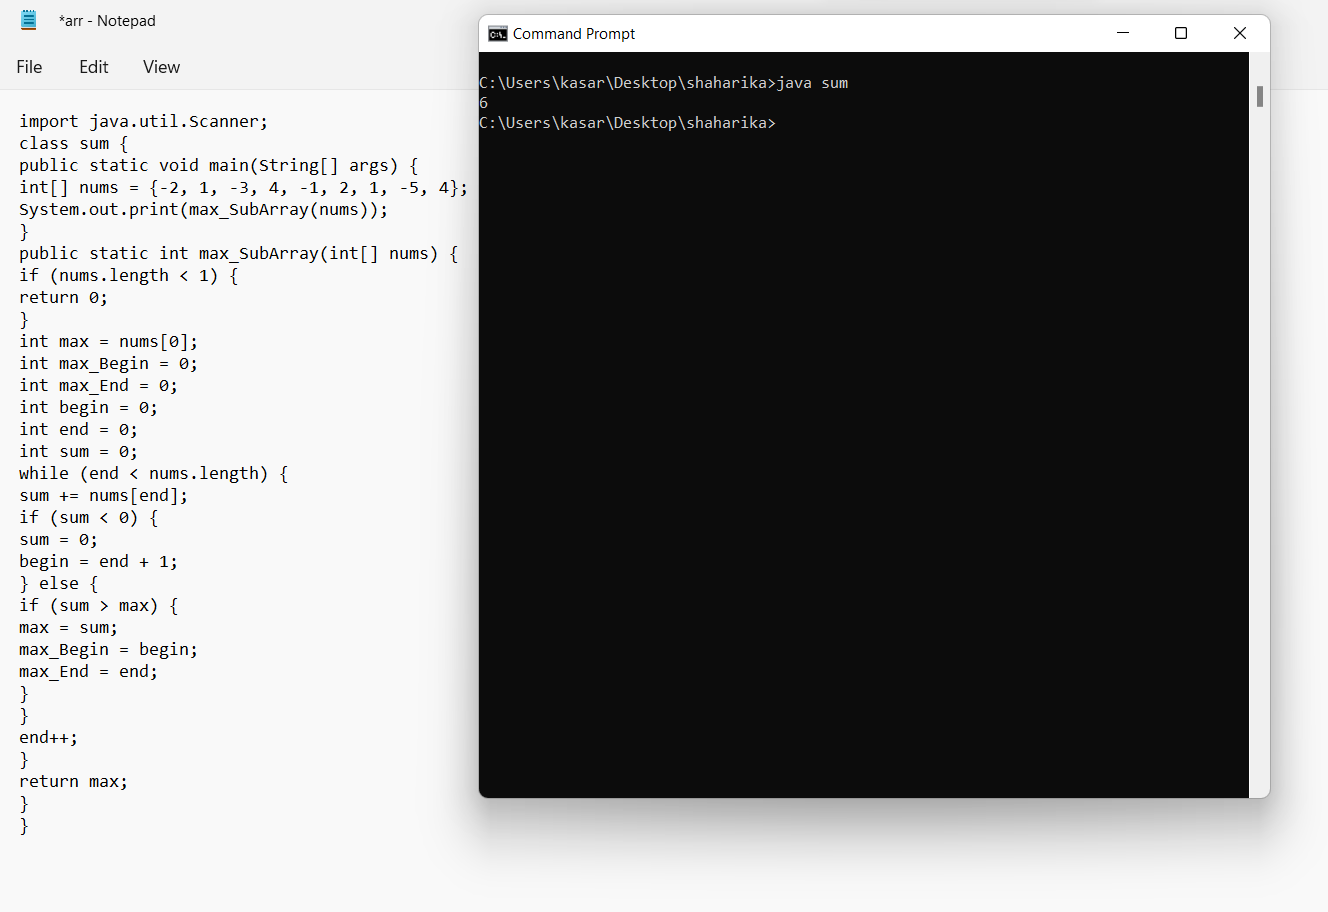 *arr - Notepad
File Edit View
import java.util.Scanner;
class sum {
public static void main(String[] args) {
int[] nums = {-2, 1, -3, 4, -1, 2, 1, -5, 4};
System.out.print(max_SubArray(nums));
}
public static int max_SubArray(int[] nums) {
if (nums.length < 1) {
return 0;
}
int max = nums[0];
int max_Begin = 0;
int max_End = 0;
int begin = 0;
int end = 0;
int sum = 0;
while (end < nums.length) {
sum += nums[end];
if (sum < 0) {
sum = 0;
begin = end + 1;
} else {
if (sum > max) {
max = sum;
max_Begin = begin;
max_End = end;
}
}
end++;
}
return max;
}
}
Command Prompt
C:\Users\kasar\Desktop\shaharika>java sum
6
C:\Users\kasar\Desktop\shaharika>